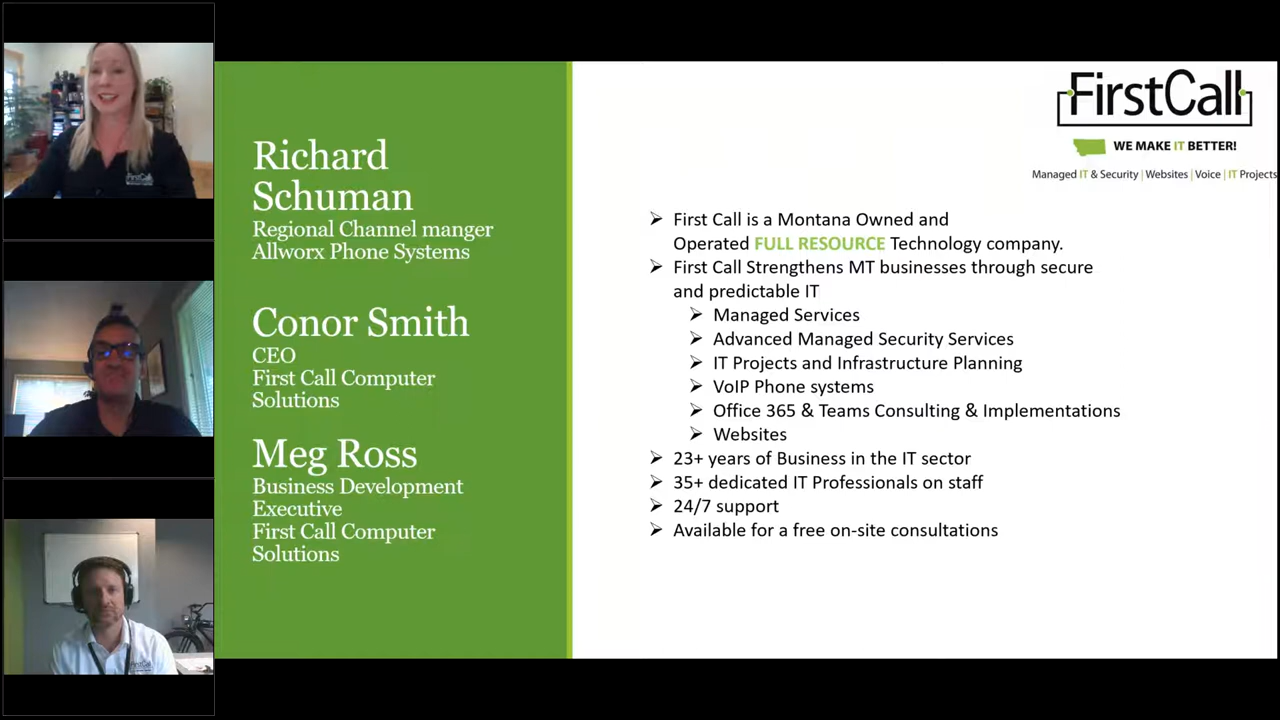 Richard
Schuman
Regional Channel manger
Allworx Phone Systems
Conor Smith
CEO
First Call Computer
Solutions
Meg Ross
Business Development
Executive
First Call Computer
Solutions
FirstCall
WE MAKE IT BETTER!
Managed IT & Security | Websites | Voice | IT Projects
First Call is a Montana Owned and
Operated FULL RESOURCE Technology company.
First Call Strengthens MT businesses through secure
and predictable IT
Managed Services
Advanced Managed Security Services
IT Projects and Infrastructure Planning
VoIP Phone systems
Office 365 & Teams Consulting & Implementations
Websites
23+ years of Business in the IT sector
35+ dedicated IT Professionals on staff
24/7 support
Available for a free on-site consultations
FirstCall
FirstCall